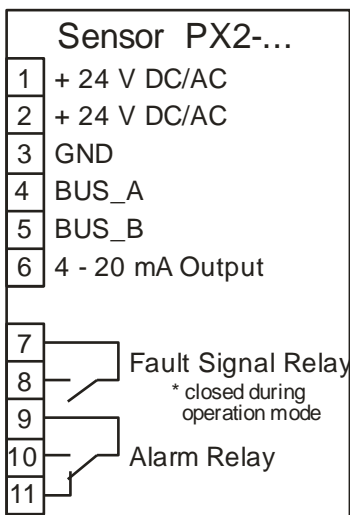 Sensor PX2-...
1 + 24 V DC/AC
2 + 24 V DC/AC
3 GND
4 BUS_A
5 BUS_B
6 4 - 20 mA Output
7
Fault Signal Relay
8
* closed during
operation mode
9
10 Alarm Relay
11